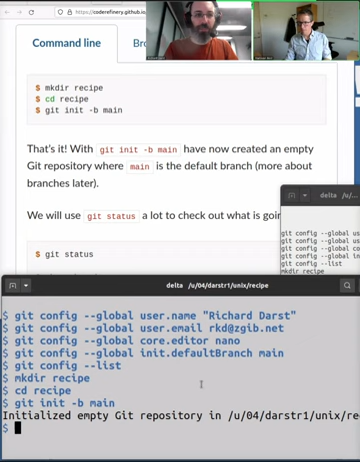 https://coderefinery.github.io
Command line
$ mkdir recipe
$ cd recipe
$ git init -b main
That's it! With git init -b main have now created an empty
Git repository where main is the default branch (more about
branches later).
We will use git status a lot to check out what is goin
$ git status
delta /u/
git config --global us
git config --global us
git config --global co
git config --global in
git config --list
mkdir recipe
delta /u/04/darstr1/unix/recipe
$ git config --global user.name "Richard Darst"
$ git config --global user.email rkd@zgib.net
$ git config --global core.editor nano
$ git config --global init.defaultBranch main
$ git config --list
$ mkdir recipe
$ cd recipe
$ git init -b main
Initialized empty Git repository in /u/04/darstr1/unix/re
$